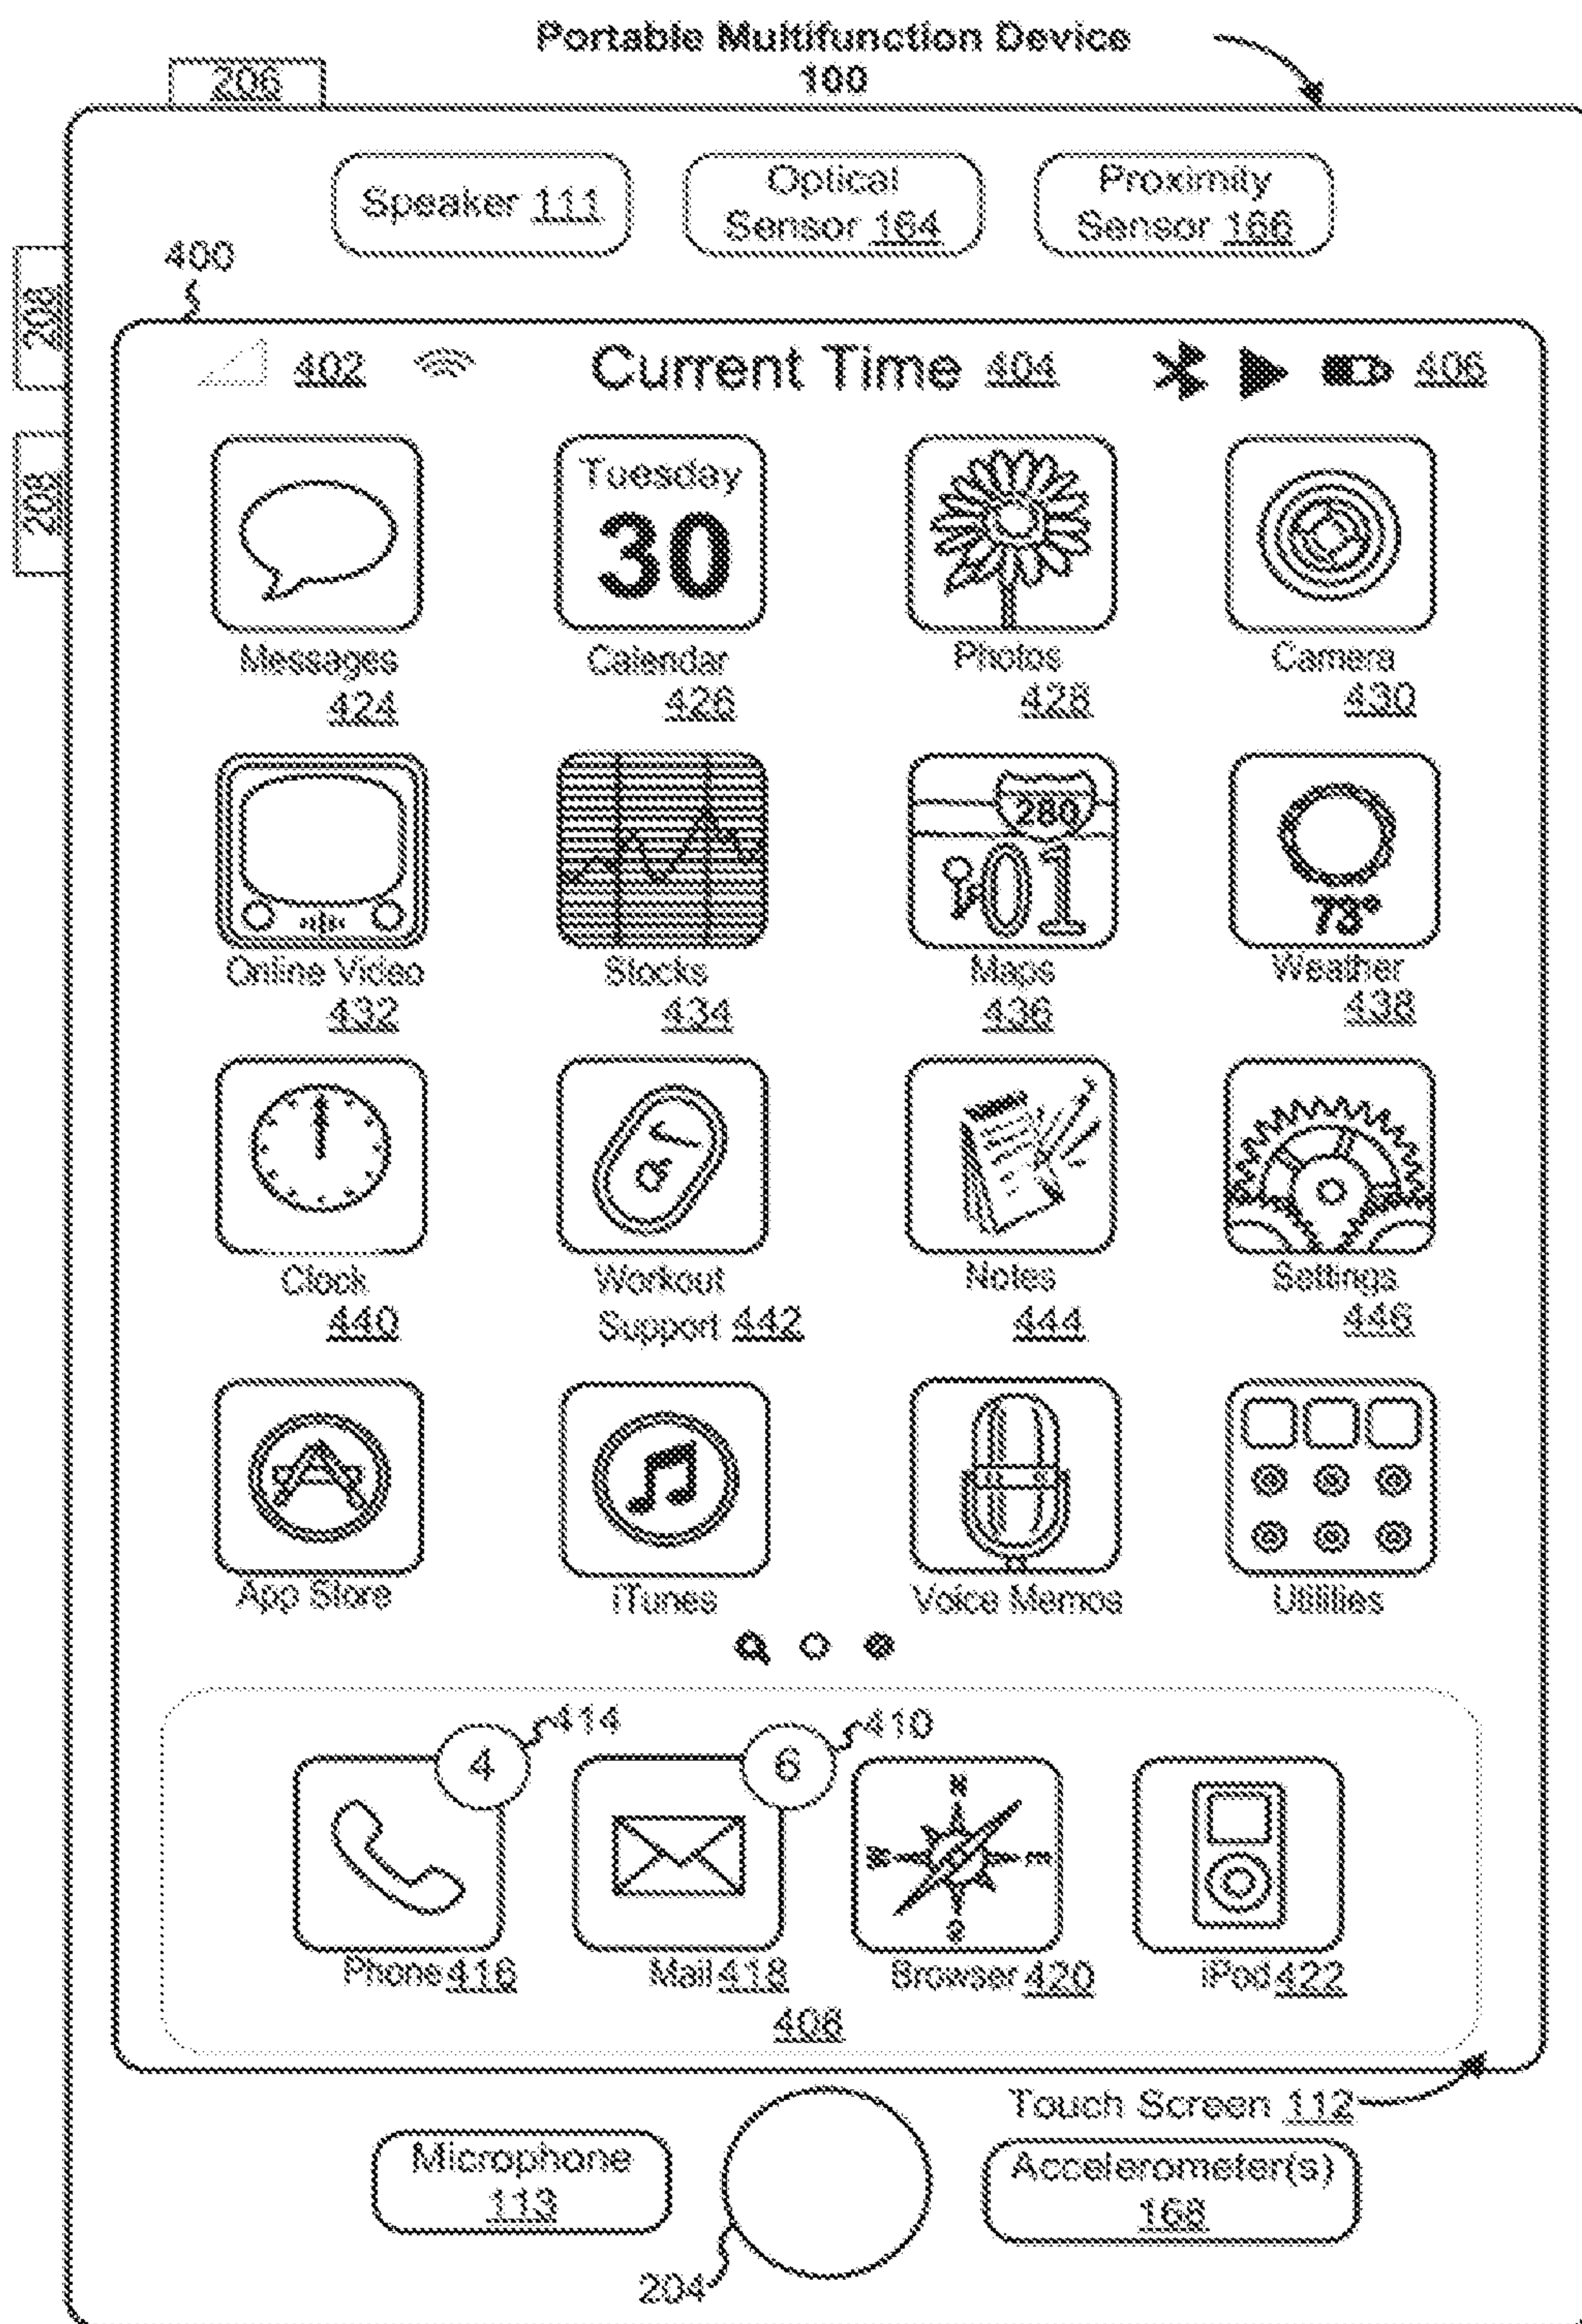 Portable Multifunction Device
100
206
Speaker 111
Optical
Sensor 164
Proximity
Sensor 166
208
208
400
402
Current Time 404
406
Tuesday
30
Messages
424
Calendar
426
Photos
428
Camera
430
280
01
73°
Online Video
432
Stocks
434
Maps
436
Weather
438
Clock
440
Workout
Support 442
Notes
444
Settings
446
App Store
iTunes
Voice Memos
Utilities
4
414
6
410
N
W
E
S
Phone 416
Mail 418
Browser 420
iPod 422
408
Touch Screen 112
Microphone
113
Accelerometer(s)
168
204